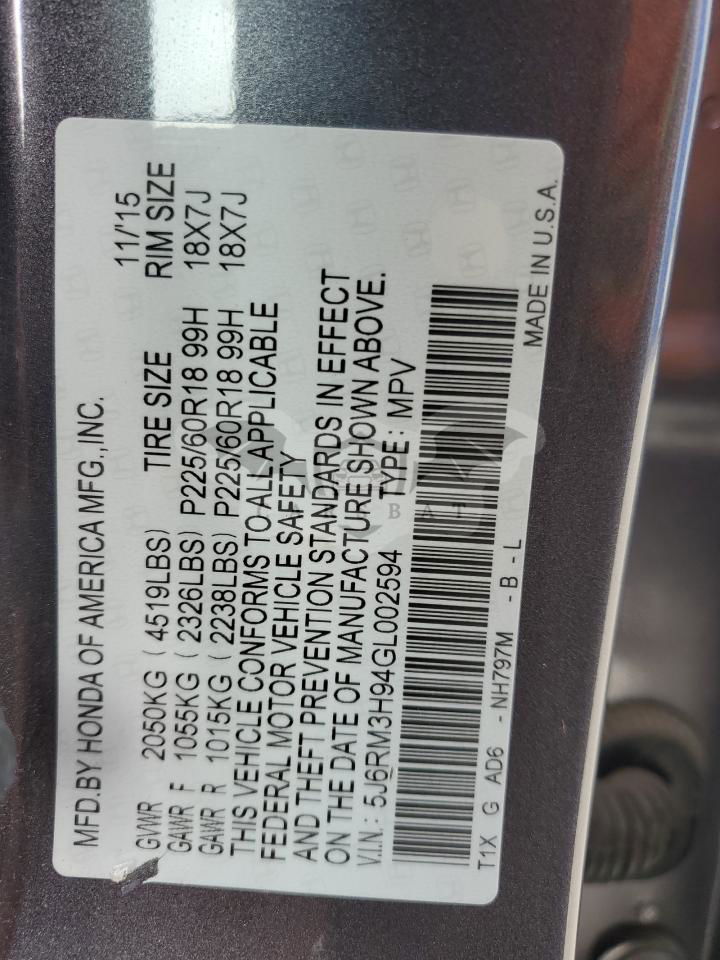 MFD.BY HONDA OF AMERICA MFG.,INC. 11/'15
GVWR 2050KG ( 4519LBS) TIRE SIZE RIM SIZE
GAWR F 1055KG ( 2326LBS) P225/60R18 99H 18X7J
GAWR R 1015KG ( 2238LBS) P225/60R18 99H 18X7J
THIS VEHICLE CONFORMS TO ALL APPLICABLE
FEDERAL MOTOR VEHICLE SAFETY
AND THEFT PREVENTION STANDARDS IN EFFECT
ON THE DATE OF MANUFACTURE SHOWN ABOVE.
V.I.N.: 5J6RM3H94GL002594 TYPE: MPV
T1X G AD6 -NH797M -B-L MADE IN U.S.A.
CAR BAT